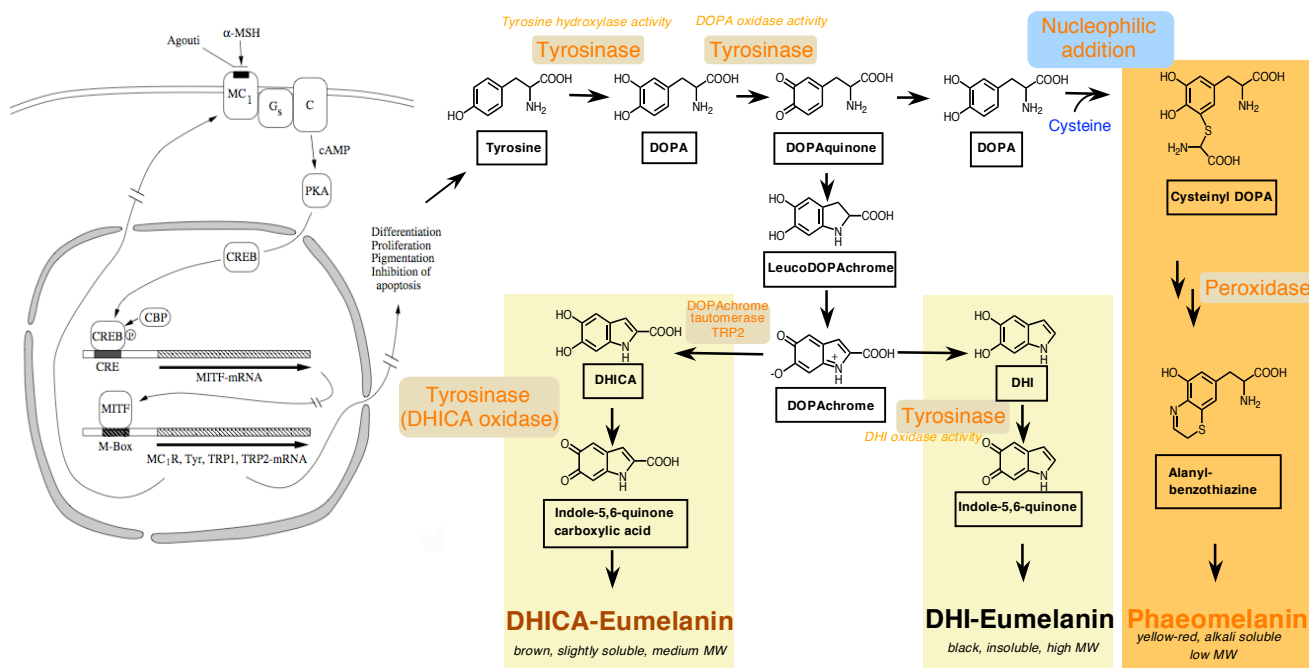 α-MSH
Agouti
MC1
Gs
C
cAMP
PKA
CREB
CBP
CREB
P
CRE
MITF-mRNA
MITF
M-Box
MC1R, Tyr, TRP1, TRP2-mRNA
Differentiation
Proliferation
Pigmentation
Inhibition of
apoptosis
Tyrosine hydroxylase activity
Tyrosinase
DOPA oxidase activity
Tyrosinase
Nucleophilic
addition
COOH
NH2
HO
Tyrosine
HO
HO
COOH
NH2
DOPA
O
O
COOH
NH2
DOPAquinone
HO
HO
COOH
NH2
DOPA
Cysteine
HO
HO
COOH
NH2
S
H2N
COOH
Cysteinyl DOPA
HO
HO
N
H
COOH
LeucoDOPAchrome
DOPAchrome
tautomerase
TRP2
O
-O
N
+
H
COOH
DOPAchrome
HO
HO
N
H
COOH
DHICA
Tyrosinase
(DHICA oxidase)
O
O
N
H
COOH
Indole-5,6-quinone
carboxylic acid
DHICA-Eumelanin
brown, slightly soluble, medium MW
HO
HO
N
H
DHI
Tyrosinase
DHI oxidase activity
O
O
N
H
Indole-5,6-quinone
DHI-Eumelanin
black, insoluble, high MW
Peroxidase
HO
COOH
NH2
N
S
Alanyl-
benzothiazine
Phaeomelanin
yellow-red, alkali soluble
low MW